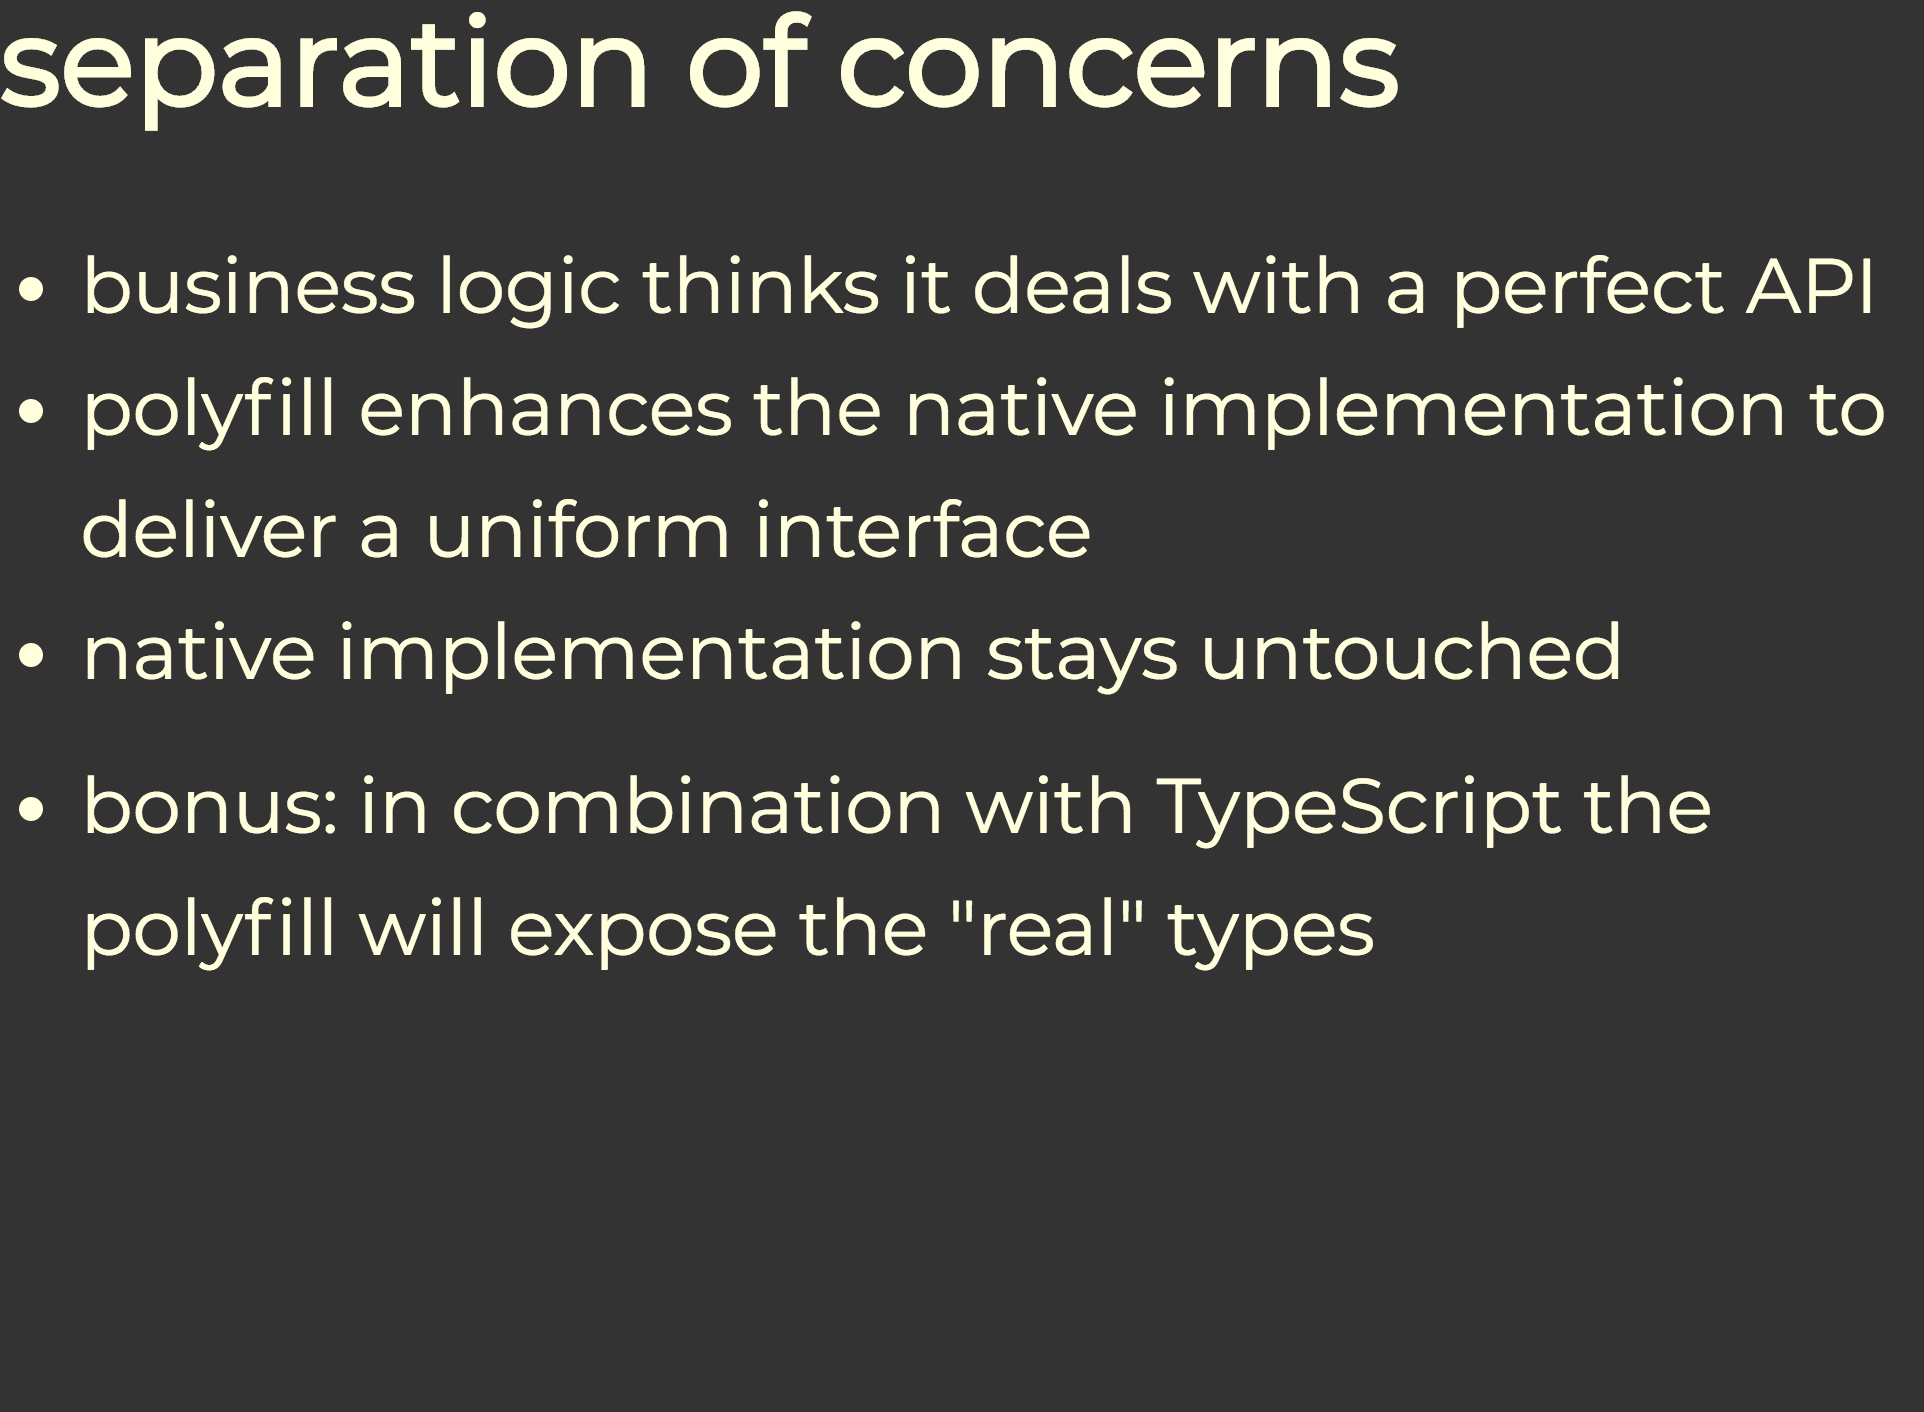 separation of concerns
• business logic thinks it deals with a perfect API
• polyfill enhances the native implementation to
deliver a uniform interface
• native implementation stays untouched
• bonus: in combination with TypeScript the
polyfill will expose the "real" types